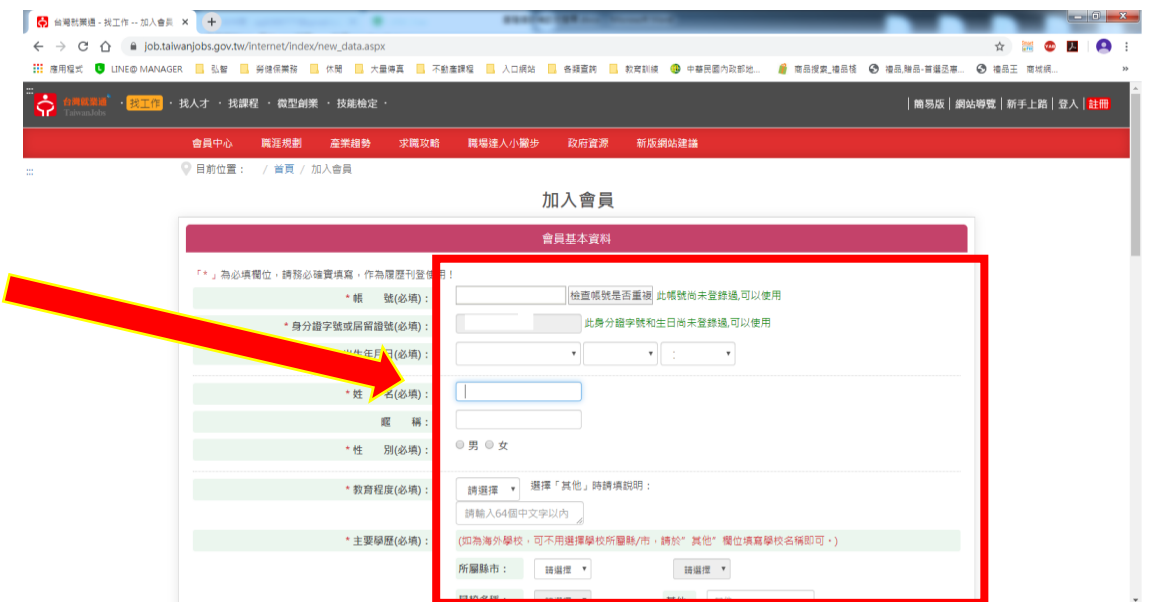 台灣就業通 - 找工作 -- 加入會員
job.taiwanjobs.gov.tw/internet/index/new_data.aspx
應用程式 LINE@ MANAGER 弘智 勞健保業務 休閒 大量傳真 不動產課程 入口網站 各類查詢 教育訓練 中華民國內政部地... 商品搜索_禮品樁 禮品王 商城網...
台灣就業通 TaiwanJobs ・找工作 ・找人才 ・找課程 ・微型創業 ・技能檢定 ・ |簡易版|網站導覽|新手上路|登入|註冊
會員中心 職涯規劃 產業趨勢 求職攻略 職場達人小撇步 政府資源 新版網站建議
::: 目前位置： / 首頁 / 加入會員
加入會員
會員基本資料
「*」為必填欄位，請務必確實填寫，作為履歷刊登使用！
*帳 號(必填)： 檢查帳號是否重複 此帳號尚未登錄過,可以使用
*身分證字號或居留證號(必填)： 此身分證字號和生日尚未登錄過,可以使用
出生年月日(必填)：
*姓 名(必填)：
暱 稱：
*性 別(必填)： 男 女
*教育程度(必填)： 請選擇 選擇「其他」時請填說明：
請輸入64個中文字以內
*主要學歷(必填)： (如為海外學校，可不用選擇學校所屬縣/市，請於"其他"欄位填寫學校名稱即可。)
所屬縣市： 請選擇 請選擇